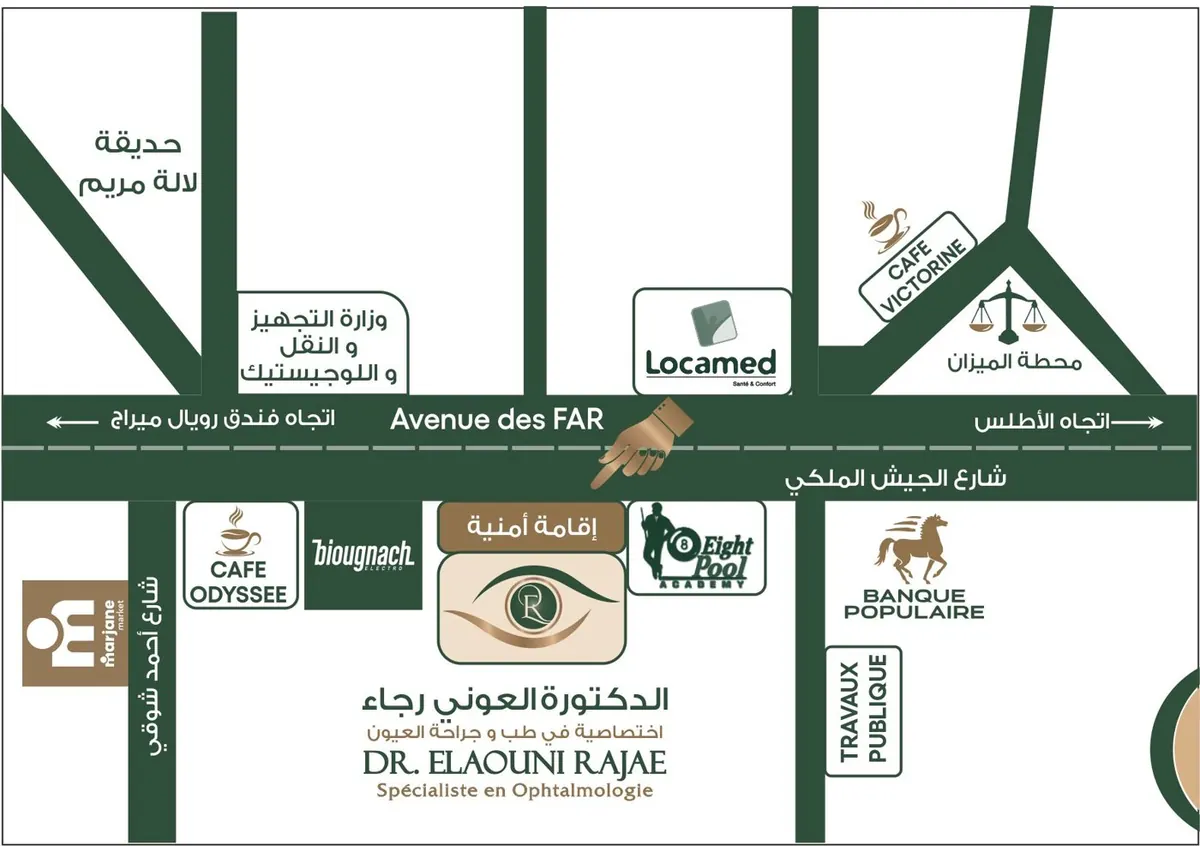 حديقة
لالة مريم
CAFE
VICTORINE
وزارة التجهيز
و النقل
و اللوجيستيك
Locamed
Santé & Confort
محطة الميزان
اتجاه فندق رويال ميراج
Avenue des FAR
اتجاه الأطلس
شارع الجيش الملكي
CAFE
ODYSSEE
biougnach
ELECTRO
إقامة أمنية
R
8
Eight
Pool
ACADEMY
BANQUE
POPULAIRE
marjane
market
شارع أحمد شوقي
TRAVAUX
PUBLIQUE
الدكتورة العوني رجاء
اختصاصية في طب و جراحة العيون
DR. ELAOUNI RAJAE
Spécialiste en Ophtalmologie